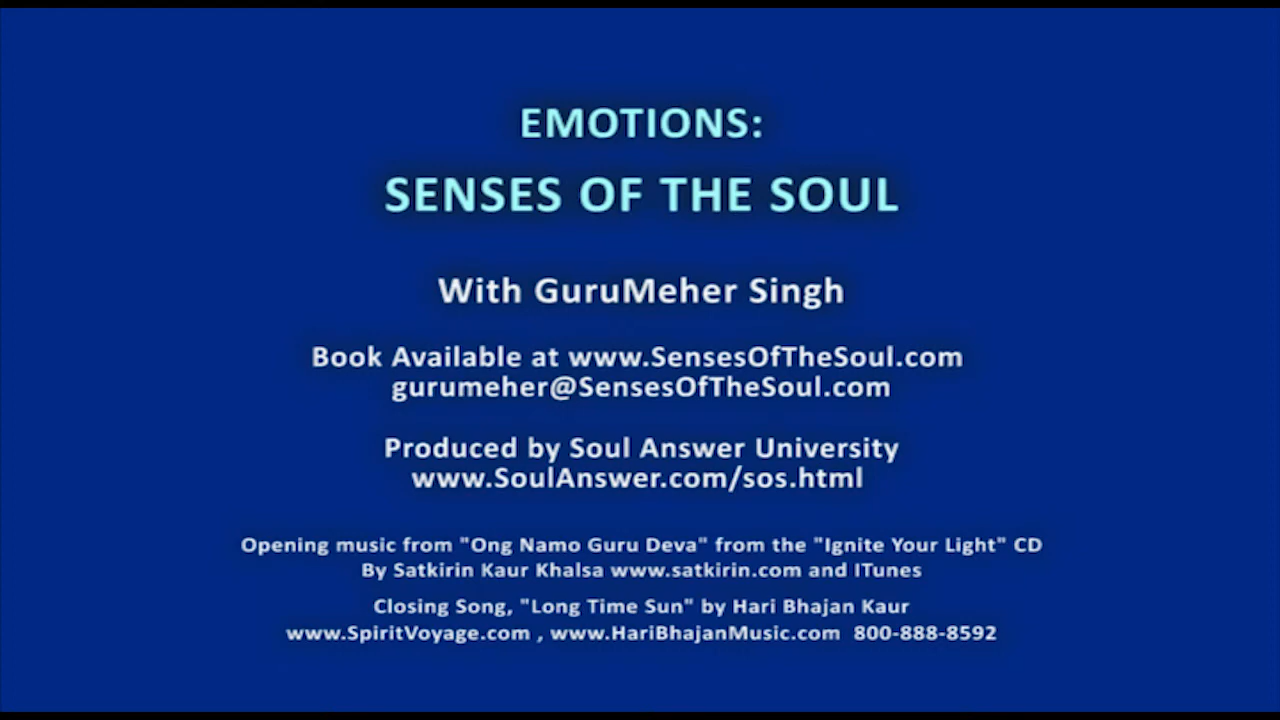 EMOTIONS:
SENSES OF THE SOUL
With GuruMeher Singh
Book Available at www.SensesOfTheSoul.com
gurumeher@SensesOfTheSoul.com
Produced by Soul Answer University
www.SoulAnswer.com/sos.html
Opening music from "Ong Namo Guru Deva" from the "Ignite Your Light" CD
By Satkirin Kaur Khalsa www.satkirin.com and ITunes
Closing Song, "Long Time Sun" by Hari Bhajan Kaur
www.SpiritVoyage.com , www.HariBhajanMusic.com 800-888-8592